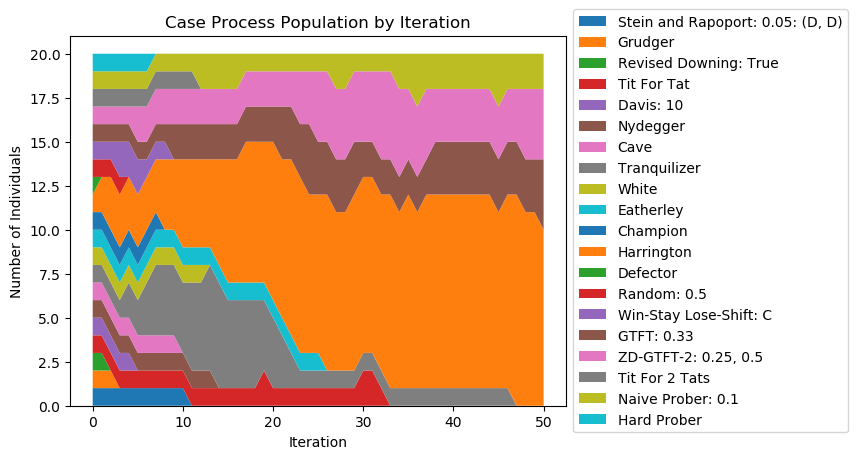 Case Process Population by Iteration
Number of Individuals
20.0
17.5
15.0
12.5
10.0
7.5
5.0
2.5
0.0
0
10
20
30
40
50
Iteration
Stein and Rapoport: 0.05: (D, D)
Grudger
Revised Downing: True
Tit For Tat
Davis: 10
Nydegger
Cave
Tranquilizer
White
Eatherley
Champion
Harrington
Defector
Random: 0.5
Win-Stay Lose-Shift: C
GTFT: 0.33
ZD-GTFT-2: 0.25, 0.5
Tit For 2 Tats
Naive Prober: 0.1
Hard Prober